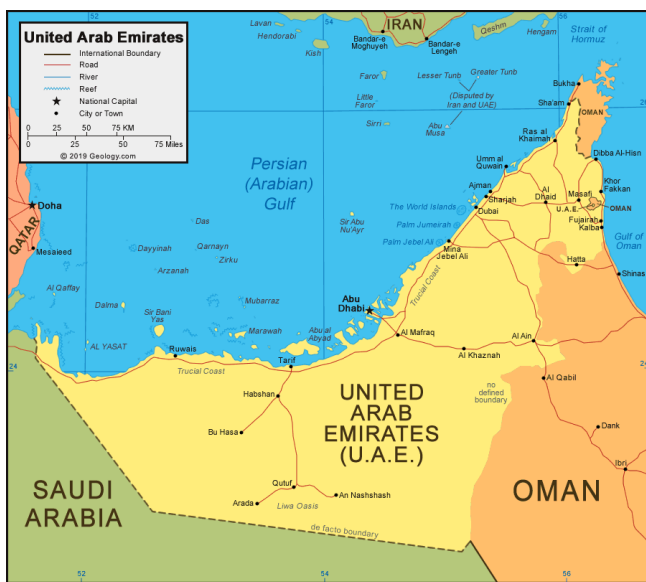 52
54
56
United Arab Emirates
International Boundary
Road
River
Reef
National Capital
City or Town
0 25 50 75 KM
0 25 50 75 Miles
© 2019 Geology.com
Lavan
Hendorabi
Kish
Bandar-e
Moghuyeh
IRAN
Bandar-e
Lengeh
Qeshm
Hengam
Strait of
Hormuz
Faror
Lesser Tunb
Greater Tunb
(Disputed by
Iran and UAE)
Little
Faror
Sirri
Abu
Musa
26
26
Bukha
Sha'am
OMAN
Ras al
Khaimah
Dibba Al-Hisn
Umm al
Quwain
Persian
(Arabian)
Gulf
Ajman
Sharjah
Dubai
Al
Dhaid
Masafi
Khor
Fakkan
U.A.E.
OMAN
Fujairah
Kalba
Gulf of
Oman
The World Islands
Palm Jumeirah
Palm Jebel Ali
Mina
Jebel Ali
Hatta
Shinas
Doha
QATAR
Mesaieed
Das
Sir Abu
Nu'Ayr
Dayyinah
Qarnayn
Zirku
Arzanah
Al Qaffay
Dalma
Sir Bani
Yas
Mubarraz
Marawah
Abu al
Abyad
Abu
Dhabi
Trucial Coast
AL YASAT
Ruwais
Tarif
Al Mafraq
Al Khaznah
Al Ain
24
24
Trucial Coast
Habshan
Bu Hasa
UNITED
ARAB
EMIRATES
(U.A.E.)
no
defined
boundary
Al Qabil
Dank
Ibri
Qutuf
Arada
An Nashshash
Liwa Oasis
SAUDI
ARABIA
OMAN
de facto boundary
52
54
56